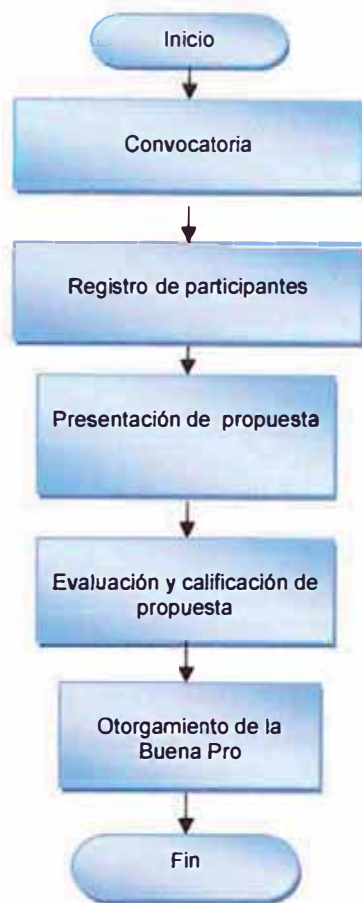 Inicio
Convocatoria
Registro de participantes
Presentación de propuesta
Evaluación y calificación de
propuesta
Otorgamiento de la
Buena Pro
Fin